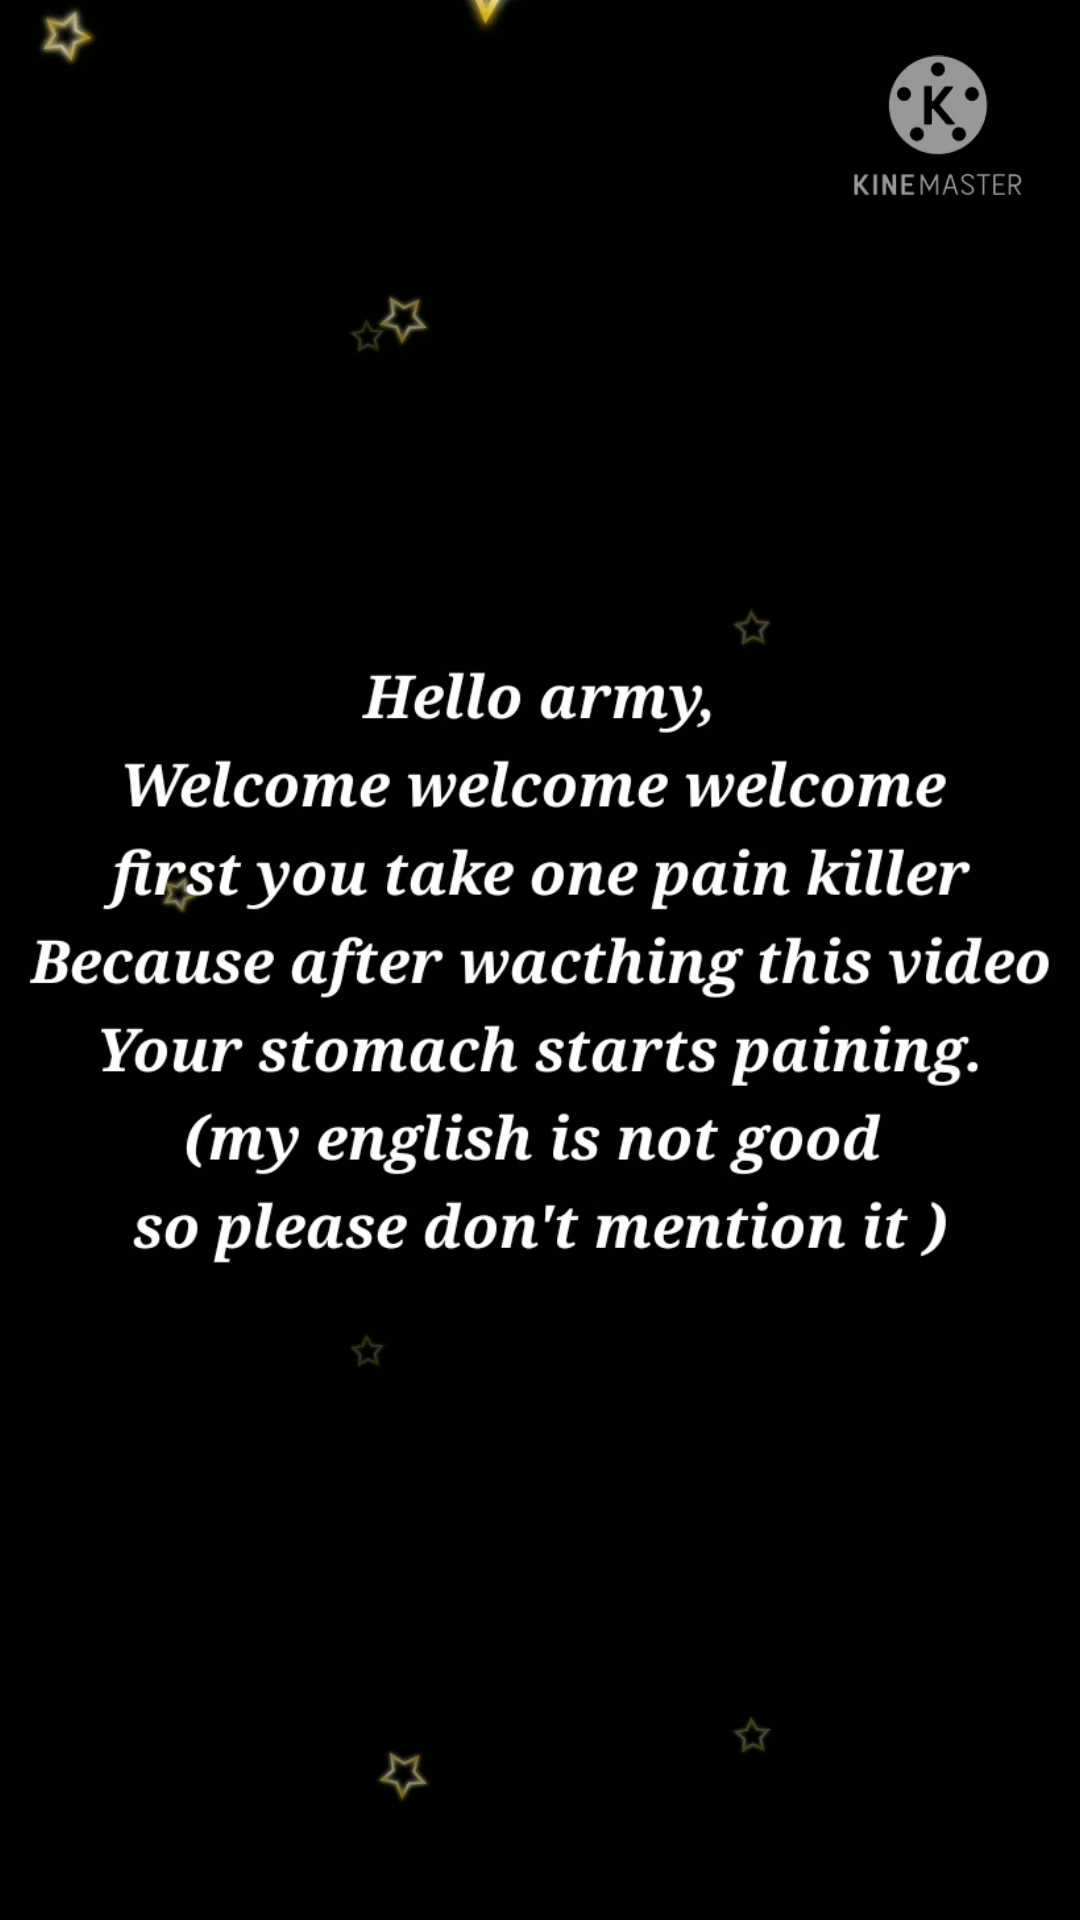 K
KINEMASTER
Hello army,
Welcome welcome welcome
first you take one pain killer
Because after wacthing this video
Your stomach starts paining.
(my english is not good
so please don't mention it )